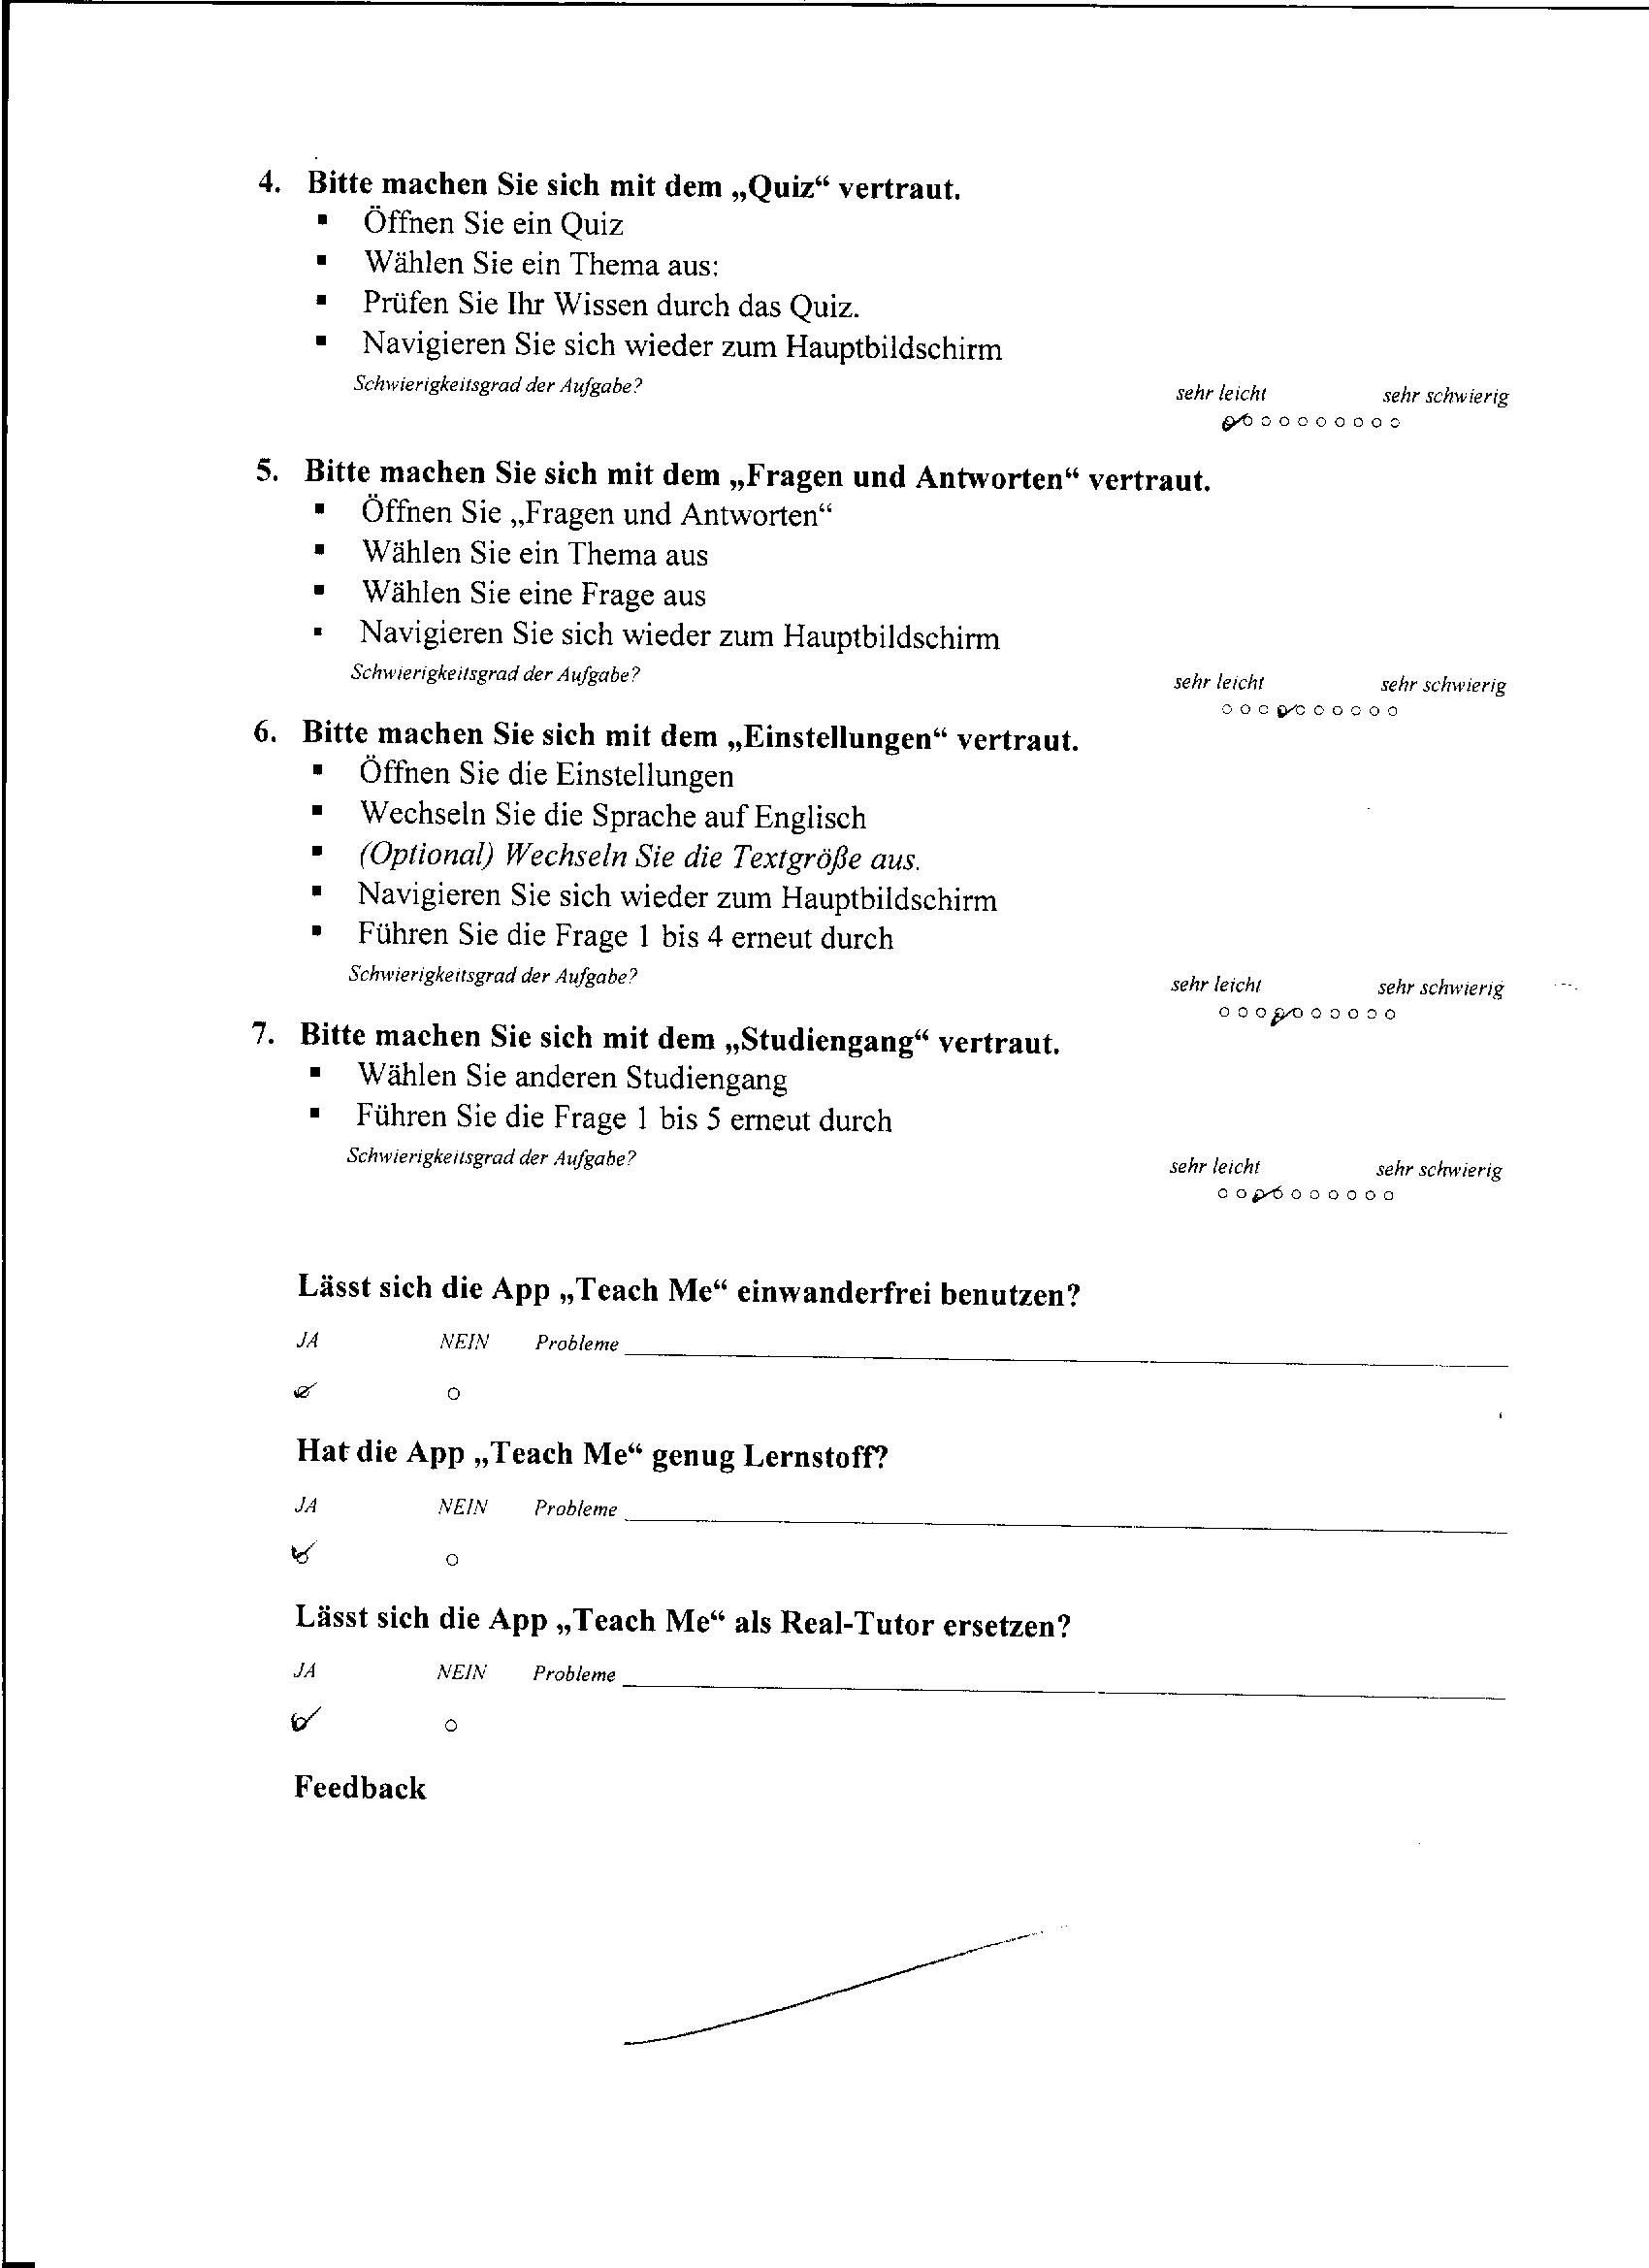 4. Bitte machen Sie sich mit dem „Quiz“ vertraut.
▪ Öffnen Sie ein Quiz
▪ Wählen Sie ein Thema aus:
▪ Prüfen Sie Ihr Wissen durch das Quiz.
▪ Navigieren Sie sich wieder zum Hauptbildschirm
Schwierigkeitsgrad der Aufgabe? sehr leicht sehr schwierig
5. Bitte machen Sie sich mit dem „Fragen und Antworten“ vertraut.
▪ Öffnen Sie „Fragen und Antworten“
▪ Wählen Sie ein Thema aus
▪ Wählen Sie eine Frage aus
▪ Navigieren Sie sich wieder zum Hauptbildschirm
Schwierigkeitsgrad der Aufgabe? sehr leicht sehr schwierig
6. Bitte machen Sie sich mit dem „Einstellungen“ vertraut.
▪ Öffnen Sie die Einstellungen
▪ Wechseln Sie die Sprache auf Englisch
▪ (Optional) Wechseln Sie die Textgröße aus.
▪ Navigieren Sie sich wieder zum Hauptbildschirm
▪ Führen Sie die Frage 1 bis 4 erneut durch
Schwierigkeitsgrad der Aufgabe? sehr leicht sehr schwierig
7. Bitte machen Sie sich mit dem „Studiengang“ vertraut.
▪ Wählen Sie anderen Studiengang
▪ Führen Sie die Frage 1 bis 5 erneut durch
Schwierigkeitsgrad der Aufgabe? sehr leicht sehr schwierig
Lässt sich die App „Teach Me“ einwanderfrei benutzen?
JA NEIN Probleme
Hat die App „Teach Me“ genug Lernstoff?
JA NEIN Probleme
Lässt sich die App „Teach Me“ als Real-Tutor ersetzen?
JA NEIN Probleme
Feedback